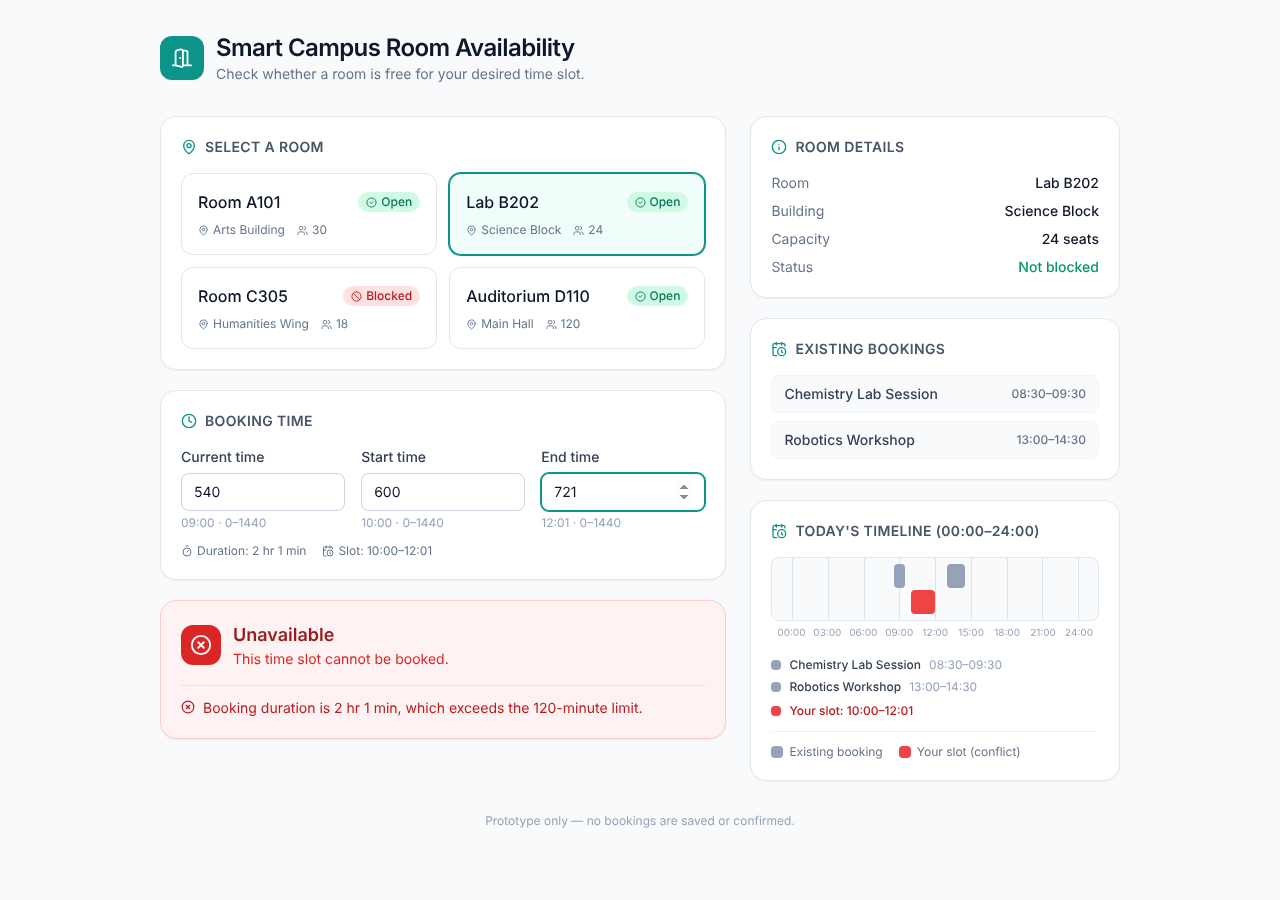 Smart Campus Room Availability
Check whether a room is free for your desired time slot.
SELECT A ROOM
Room A101 Open
Arts Building 30
Lab B202 Open
Science Block 24
Room C305 Blocked
Humanities Wing 18
Auditorium D110 Open
Main Hall 120
BOOKING TIME
Current time Start time End time
540 600 721
09:00 · 0–1440 10:00 · 0–1440 12:01 · 0–1440
Duration: 2 hr 1 min Slot: 10:00–12:01
Unavailable
This time slot cannot be booked.
Booking duration is 2 hr 1 min, which exceeds the 120-minute limit.
ROOM DETAILS
Room Lab B202
Building Science Block
Capacity 24 seats
Status Not blocked
EXISTING BOOKINGS
Chemistry Lab Session 08:30–09:30
Robotics Workshop 13:00–14:30
TODAY'S TIMELINE (00:00–24:00)
00:00 03:00 06:00 09:00 12:00 15:00 18:00 21:00 24:00
Chemistry Lab Session 08:30–09:30
Robotics Workshop 13:00–14:30
Your slot: 10:00–12:01
Existing booking Your slot (conflict)
Prototype only — no bookings are saved or confirmed.